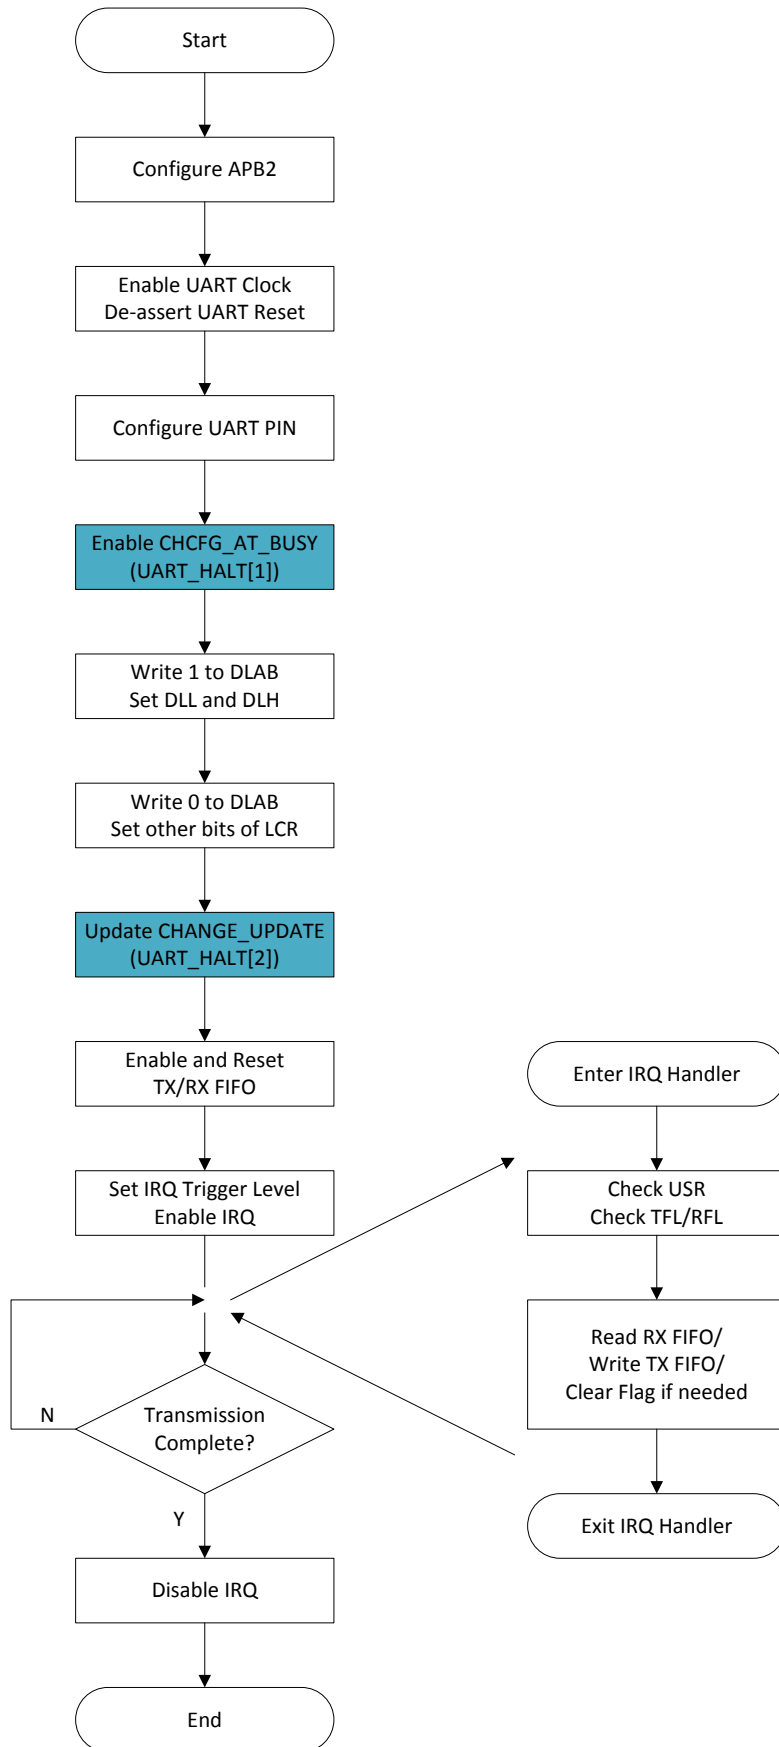 Start
Configure APB2
Enable UART Clock
De-assert UART Reset
Configure UART PIN
Enable CHCFG_AT_BUSY
(UART_HALT[1])
Write 1 to DLAB
Set DLL and DLH
Write 0 to DLAB
Set other bits of LCR
Update CHANGE_UPDATE
(UART_HALT[2])
Enable and Reset
TX/RX FIFO
Set IRQ Trigger Level
Enable IRQ
Transmission
Complete?
N
Y
Disable IRQ
End
Enter IRQ Handler
Check USR
Check TFL/RFL
Read RX FIFO/
Write TX FIFO/
Clear Flag if needed
Exit IRQ Handler